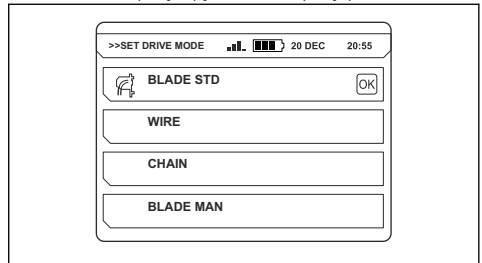 >>SET DRIVE MODE 20 DEC 20:55
BLADE STD OK
WIRE
CHAIN
BLADE MAN